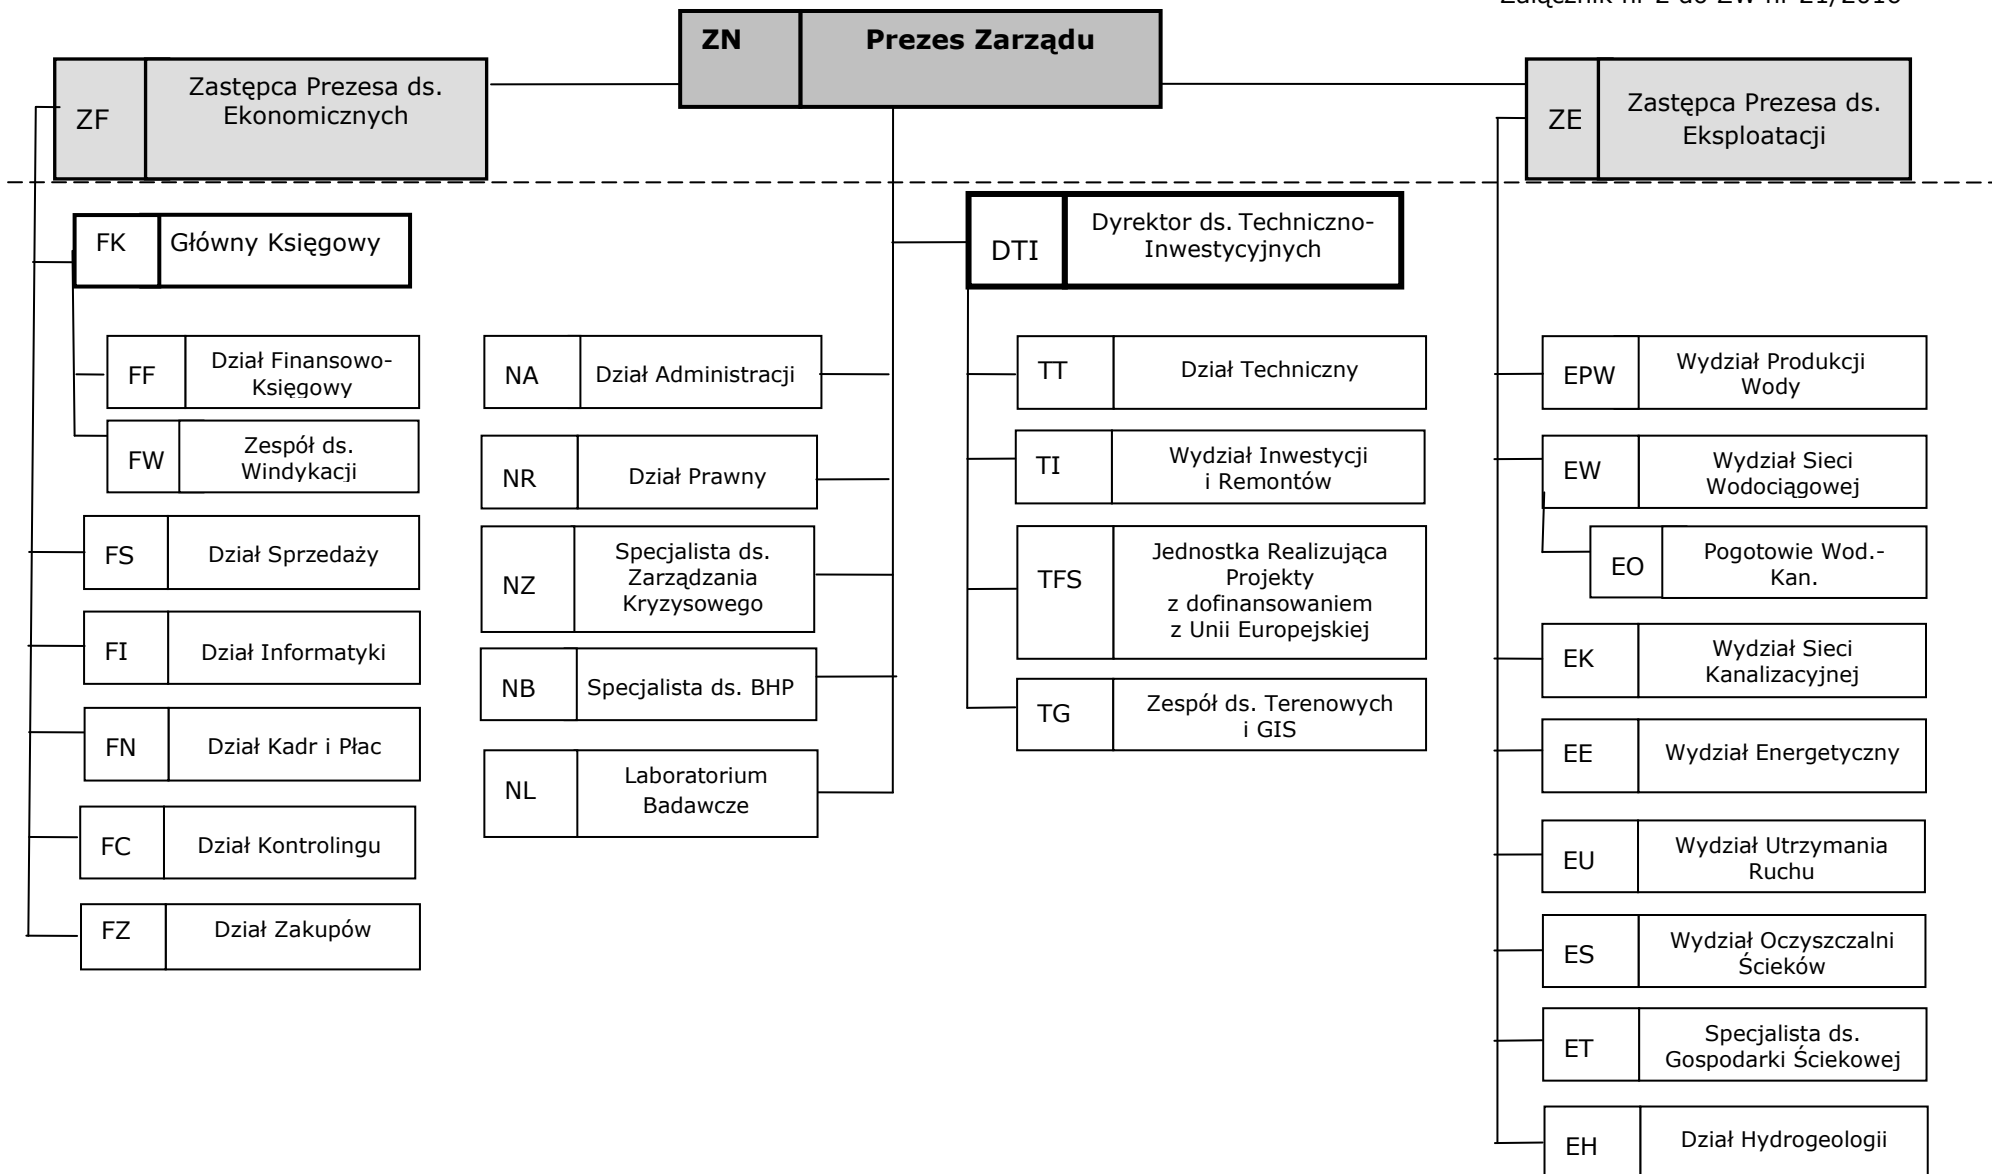 ZN Prezes Zarządu
ZF Zastępca Prezesa ds.
Ekonomicznych
ZE Zastępca Prezesa ds.
Eksploatacji
FK Główny Księgowy
FF Dział Finansowo-
Księgowy
FW Zespół ds.
Windykacji
FS Dział Sprzedaży
FI Dział Informatyki
FN Dział Kadr i Płac
FC Dział Kontrolingu
FZ Dział Zakupów
NA Dział Administracji
NR Dział Prawny
NZ Specjalista ds.
Zarządzania
Kryzysowego
NB Specjalista ds. BHP
NL Laboratorium
Badawcze
DTI Dyrektor ds. Techniczno-
Inwestycyjnych
TT Dział Techniczny
TI Wydział Inwestycji
i Remontów
TFS Jednostka Realizująca
Projekty
z dofinansowaniem
z Unii Europejskiej
TG Zespół ds. Terenowych
i GIS
EPW Wydział Produkcji
Wody
EW Wydział Sieci
Wodociągowej
EO Pogotowie Wod.-
Kan.
EK Wydział Sieci
Kanalizacyjnej
EE Wydział Energetyczny
EU Wydział Utrzymania
Ruchu
ES Wydział Oczyszczalni
Ścieków
ET Specjalista ds.
Gospodarki Ściekowej
EH Dział Hydrogeologii